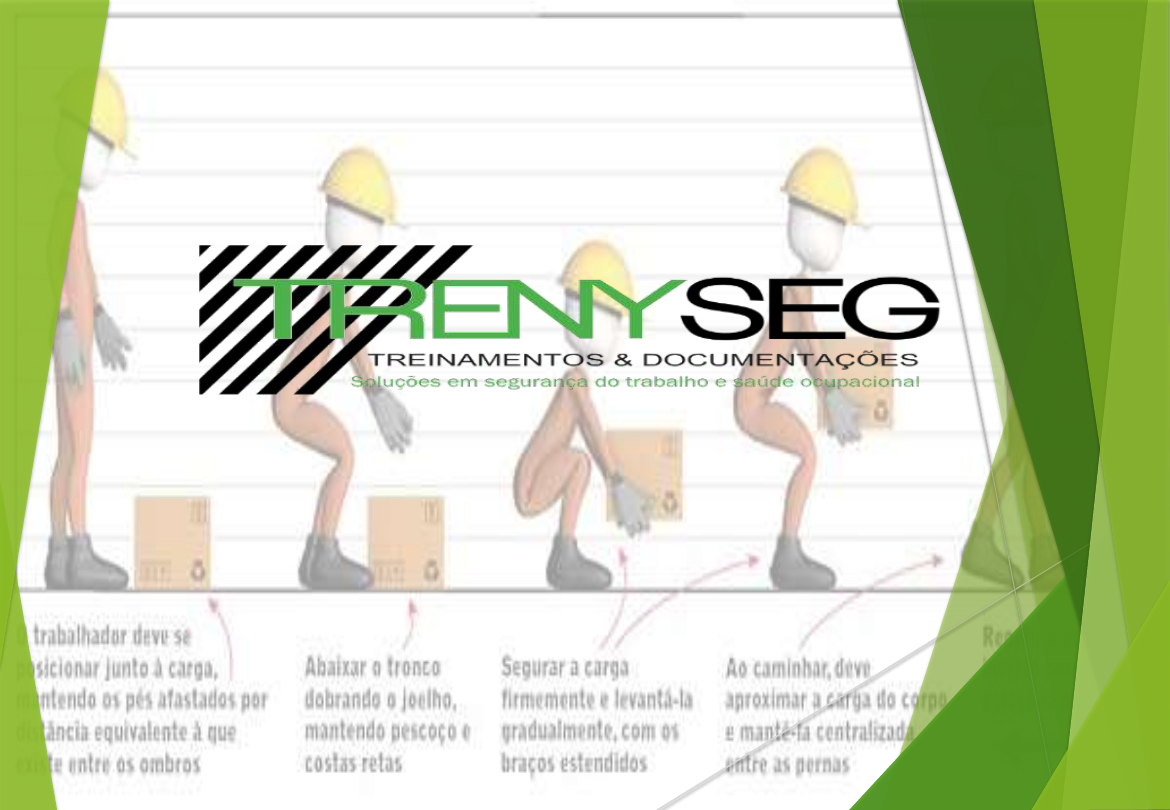 TRENYSEG
TREINAMENTOS & DOCUMENTAÇÕES
Soluções em segurança do trabalho e saúde ocupacional
O trabalhador deve se
posicionar junto à carga,
mantendo os pés afastados por
distância equivalente à que
existe entre os ombros
Abaixar o tronco
dobrando o joelho,
mantendo pescoço e
costas retas
Segurar a carga
firmemente e levantá-la
gradualmente, com os
braços estendidos
Ao caminhar, deve
aproximar a carga do corpo
e mantê-la centralizada
entre as pernas